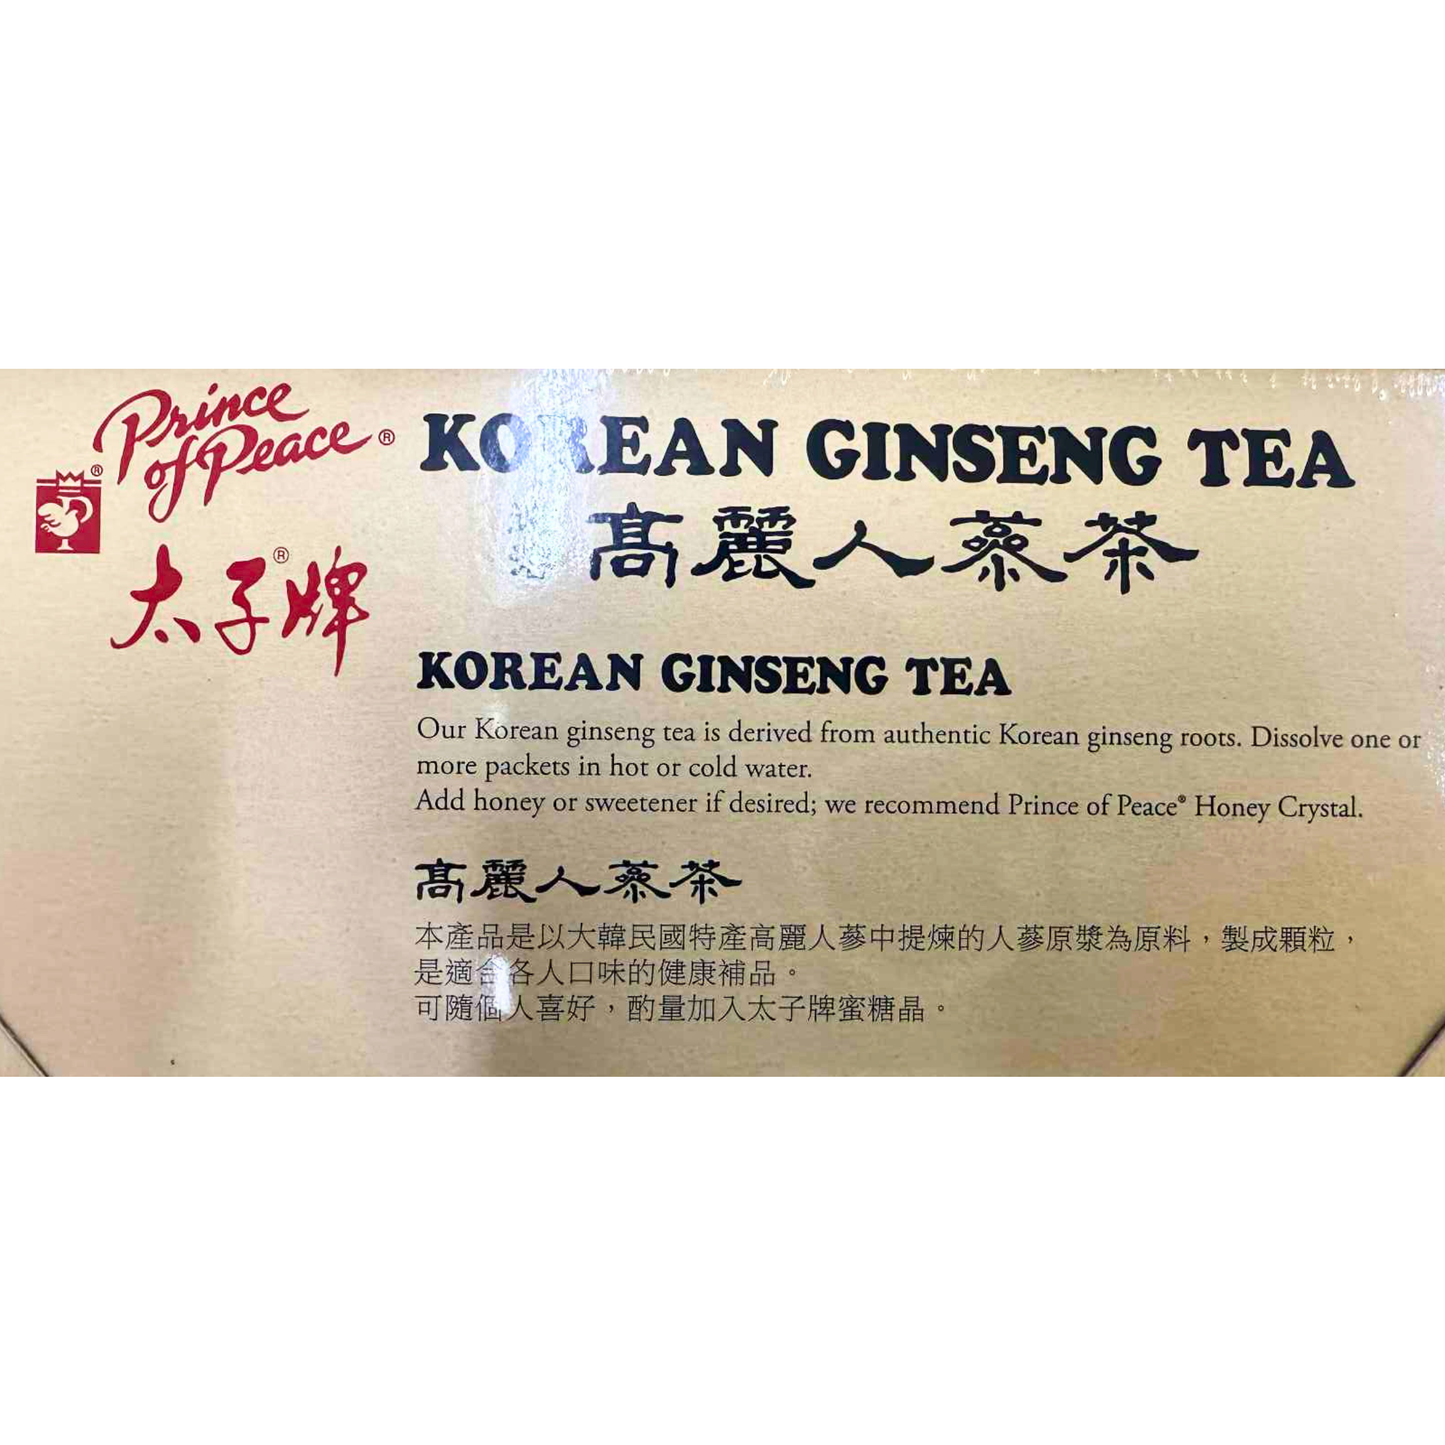 Prince
of Peace®
®
太子牌®
KOREAN GINSENG TEA
高麗人蔘茶
KOREAN GINSENG TEA
Our Korean ginseng tea is derived from authentic Korean ginseng roots. Dissolve one or
more packets in hot or cold water.
Add honey or sweetener if desired; we recommend Prince of Peace® Honey Crystal.
高麗人蔘茶
本產品是以大韓民國特產高麗人蔘中提煉的人蔘原漿為原料，製成顆粒，
是適合各人口味的健康補品。
可隨個人喜好，酌量加入太子牌蜜糖晶。